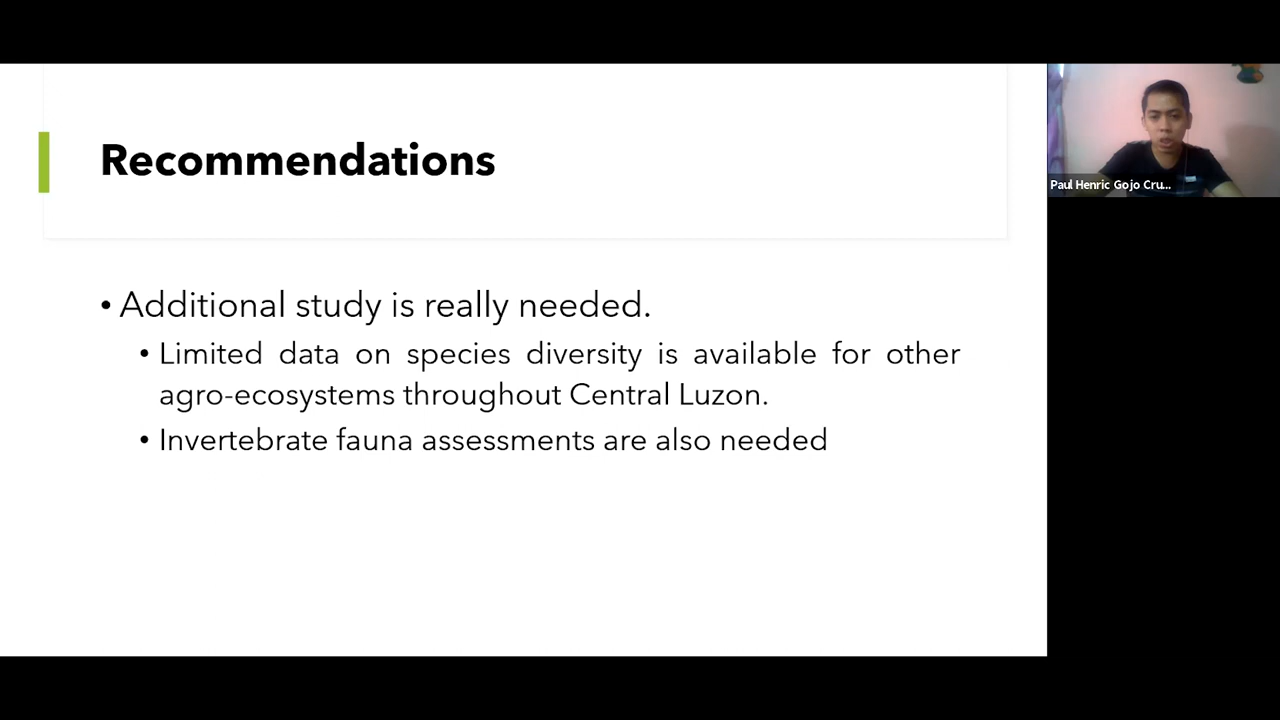 Recommendations
• Additional study is really needed.
• Limited data on species diversity is available for other
agro-ecosystems throughout Central Luzon.
• Invertebrate fauna assessments are also needed
Paul Henric Gojo Cru...